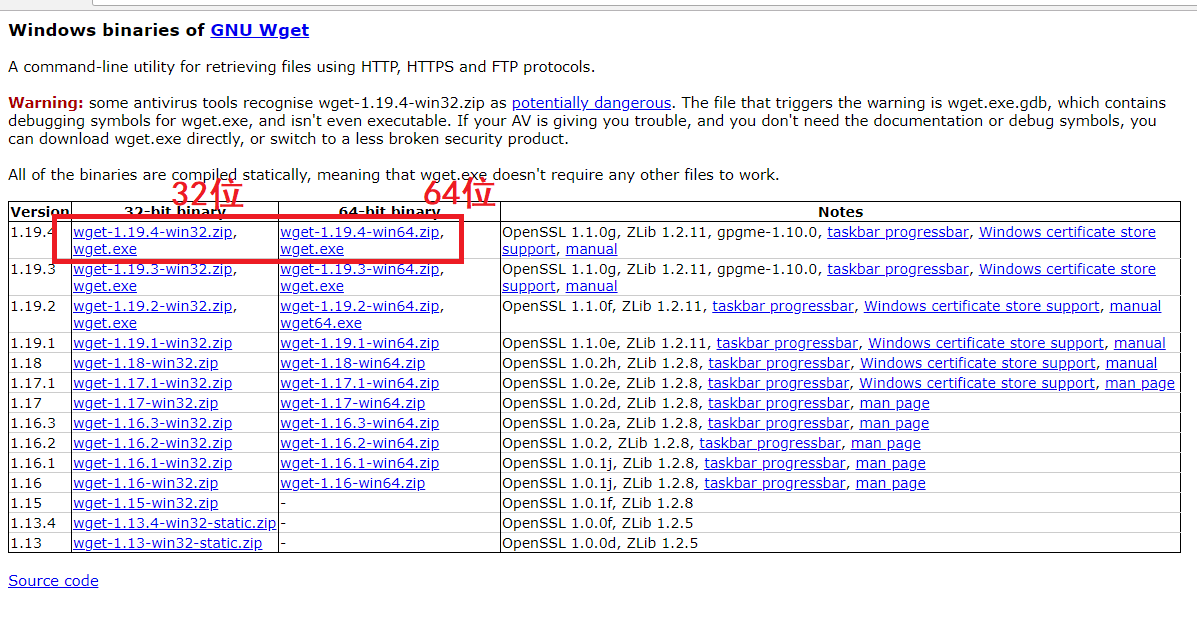 Windows binaries of GNU Wget
A command-line utility for retrieving files using HTTP, HTTPS and FTP protocols.
Warning: some antivirus tools recognise wget-1.19.4-win32.zip as potentially dangerous. The file that triggers the warning is wget.exe.gdb, which contains
debugging symbols for wget.exe, and isn't even executable. If your AV is giving you trouble, and you don't need the documentation or debug symbols, you
can download wget.exe directly, or switch to a less broken security product.
All of the binaries are compiled statically, meaning that wget.exe doesn't require any other files to work.
32位 64位
Version 32-bit binary 64-bit binary Notes
1.19.4 wget-1.19.4-win32.zip, wget-1.19.4-win64.zip, OpenSSL 1.1.0g, ZLib 1.2.11, gpgme-1.10.0, taskbar progressbar, Windows certificate store
wget.exe wget.exe support, manual
1.19.3 wget-1.19.3-win32.zip, wget-1.19.3-win64.zip, OpenSSL 1.1.0g, ZLib 1.2.11, gpgme-1.10.0, taskbar progressbar, Windows certificate store
wget.exe wget.exe support, manual
1.19.2 wget-1.19.2-win32.zip, wget-1.19.2-win64.zip, OpenSSL 1.1.0f, ZLib 1.2.11, taskbar progressbar, Windows certificate store support, manual
wget.exe wget64.exe
1.19.1 wget-1.19.1-win32.zip wget-1.19.1-win64.zip OpenSSL 1.1.0e, ZLib 1.2.11, taskbar progressbar, Windows certificate store support, manual
1.18 wget-1.18-win32.zip wget-1.18-win64.zip OpenSSL 1.0.2h, ZLib 1.2.8, taskbar progressbar, Windows certificate store support, manual
1.17.1 wget-1.17.1-win32.zip wget-1.17.1-win64.zip OpenSSL 1.0.2e, ZLib 1.2.8, taskbar progressbar, Windows certificate store support, man page
1.17 wget-1.17-win32.zip wget-1.17-win64.zip OpenSSL 1.0.2d, ZLib 1.2.8, taskbar progressbar, man page
1.16.3 wget-1.16.3-win32.zip wget-1.16.3-win64.zip OpenSSL 1.0.2a, ZLib 1.2.8, taskbar progressbar, man page
1.16.2 wget-1.16.2-win32.zip wget-1.16.2-win64.zip OpenSSL 1.0.2, ZLib 1.2.8, taskbar progressbar, man page
1.16.1 wget-1.16.1-win32.zip wget-1.16.1-win64.zip OpenSSL 1.0.1j, ZLib 1.2.8, taskbar progressbar, man page
1.16 wget-1.16-win32.zip wget-1.16-win64.zip OpenSSL 1.0.1j, ZLib 1.2.8, taskbar progressbar, man page
1.15 wget-1.15-win32.zip - OpenSSL 1.0.1f, ZLib 1.2.8
1.13.4 wget-1.13.4-win32-static.zip - OpenSSL 1.0.0f, ZLib 1.2.5
1.13 wget-1.13-win32-static.zip - OpenSSL 1.0.0d, ZLib 1.2.5
Source code